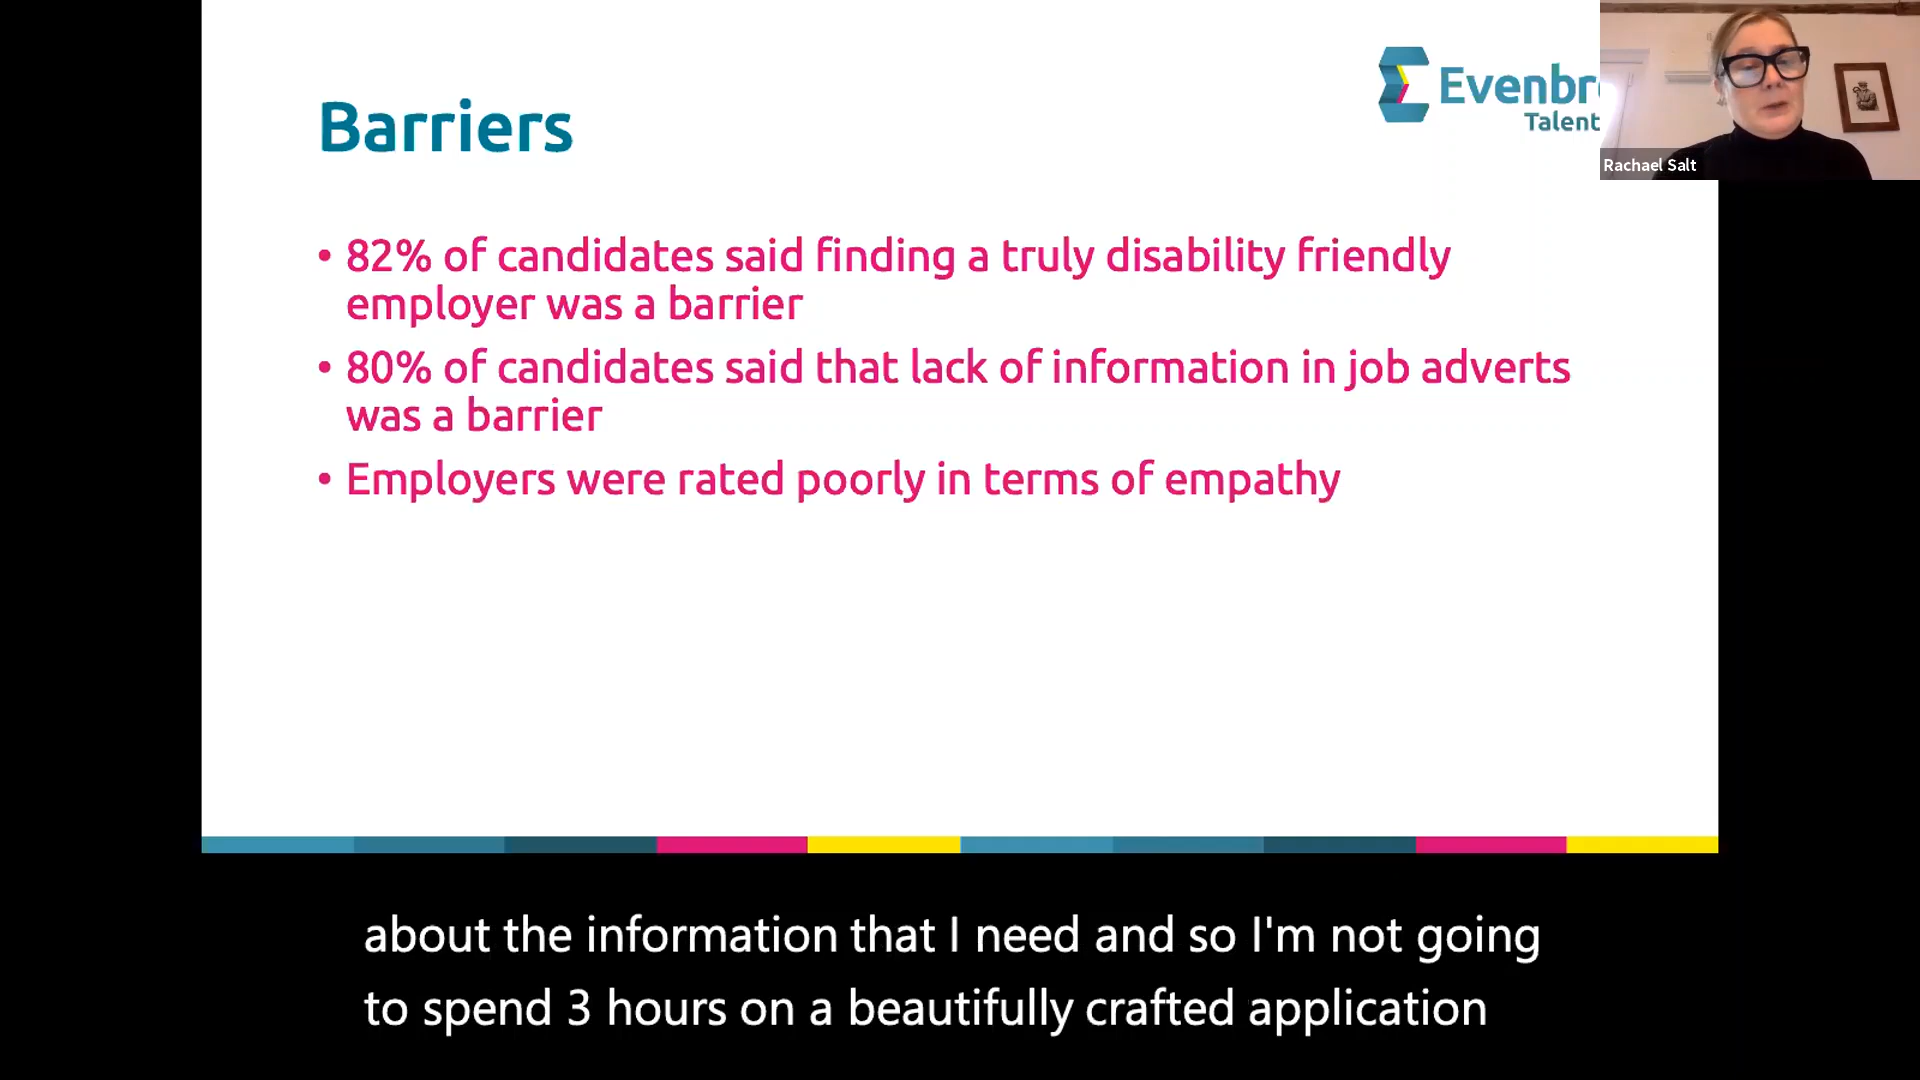 Evenbr
Talent
Rachael Salt
Barriers
• 82% of candidates said finding a truly disability friendly
employer was a barrier
• 80% of candidates said that lack of information in job adverts
was a barrier
• Employers were rated poorly in terms of empathy
about the information that I need and so I'm not going
to spend 3 hours on a beautifully crafted application